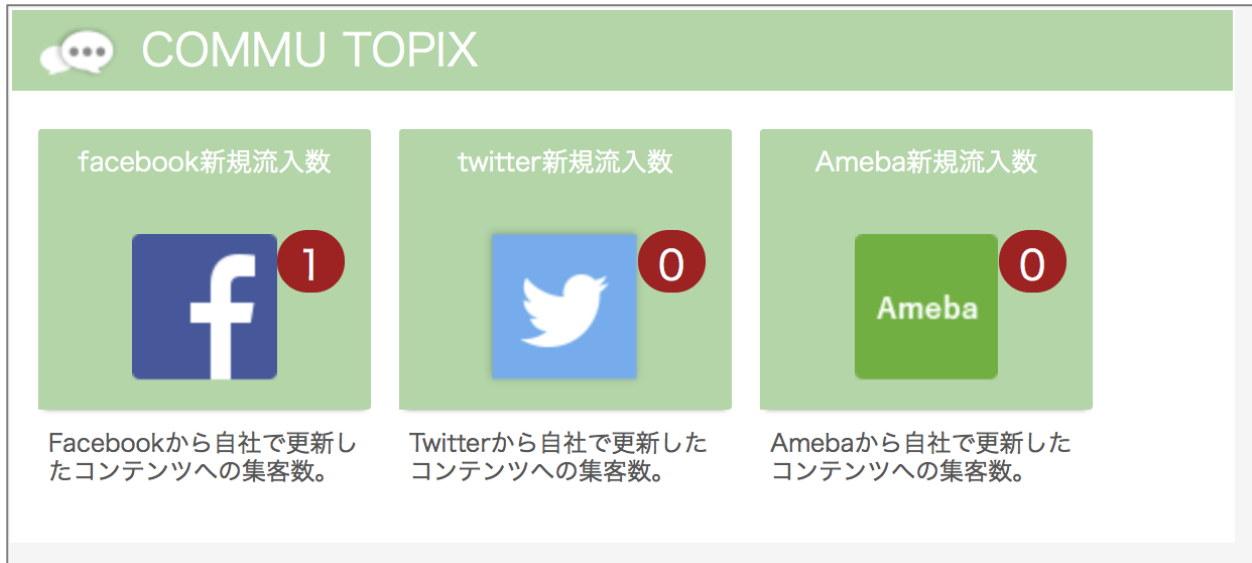 COMMU TOPIX
facebook新規流入数
twitter新規流入数
Ameba新規流入数
1
0
Ameba
0
Facebookから自社で更新し
たコンテンツへの集客数。
Twitterから自社で更新した
コンテンツへの集客数。
Amebaから自社で更新した
コンテンツへの集客数。